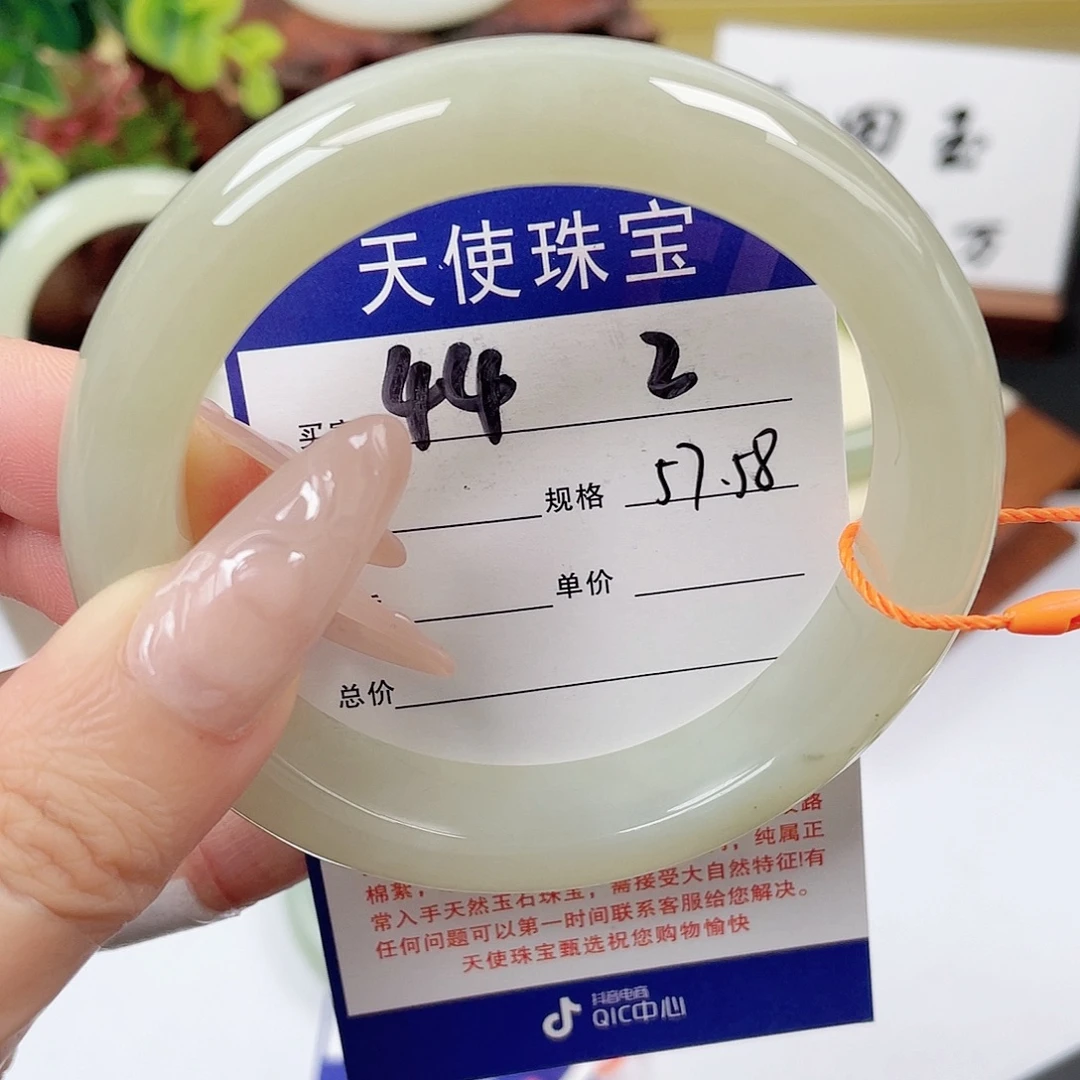 天使珠宝
44 2
买
规格 57.58
单价
总价
路
纯属正
棉絮，
需接受大自然特征!有
常入手天然玉石珠宝，
任何问题可以第一时间联系客服给您解决。
天使珠宝甄选祝您购物愉快
抖音电商
QIC中心
玉
万